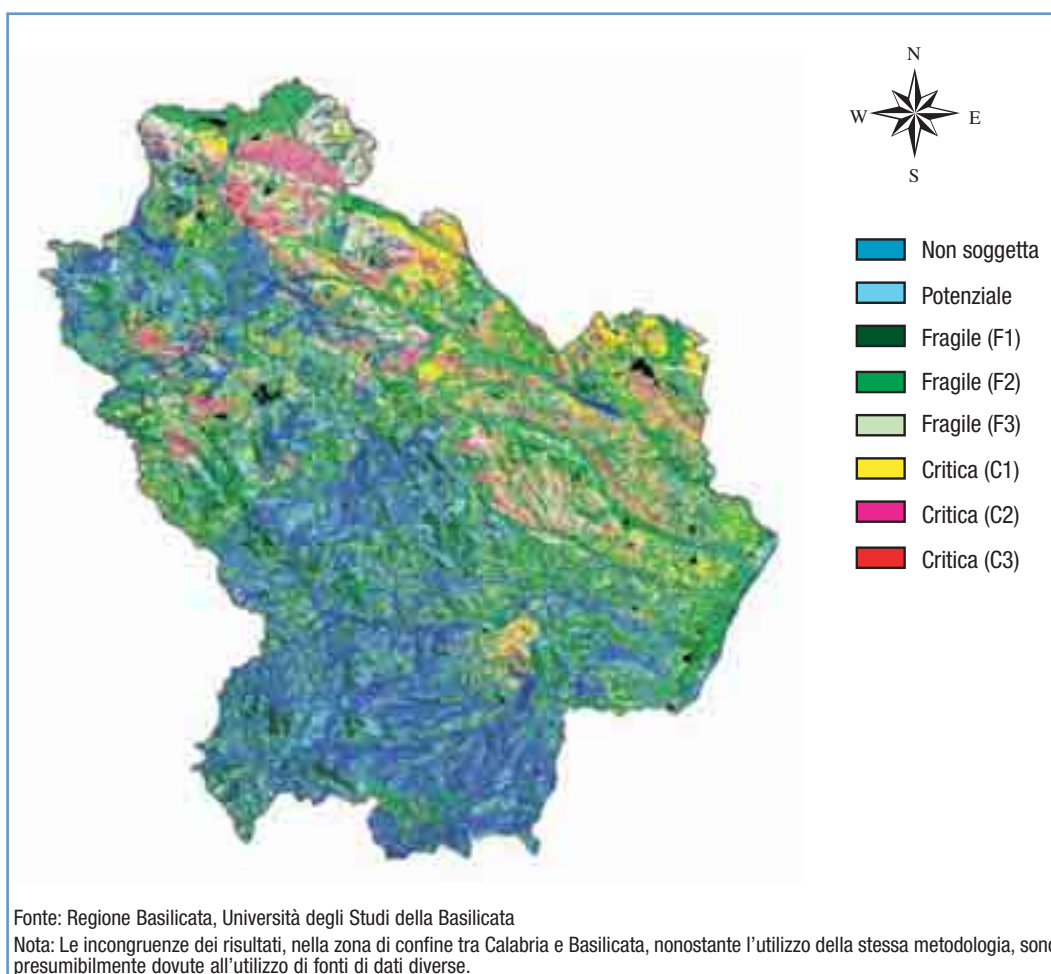 N
W E
S
Non soggetta
Potenziale
Fragile (F1)
Fragile (F2)
Fragile (F3)
Critica (C1)
Critica (C2)
Critica (C3)
Fonte: Regione Basilicata, Università degli Studi della Basilicata
Nota: Le incongruenze dei risultati, nella zona di confine tra Calabria e Basilicata, nonostante l'utilizzo della stessa metodologia, sono
presumibilmente dovute all'utilizzo di fonti di dati diverse.